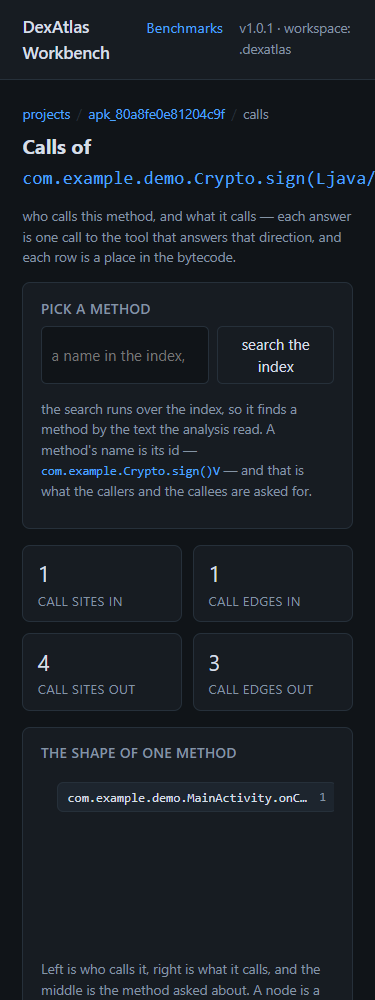 DexAtlas Benchmarks v1.0.1 · workspace:
Workbench .dexatlas
projects / apk_80a8fe0e81204c9f / calls
Calls of
com.example.demo.Crypto.sign(Ljava/
who calls this method, and what it calls — each answer
is one call to the tool that answers that direction, and
each row is a place in the bytecode.
PICK A METHOD
a name in the index,
search the
index
the search runs over the index, so it finds a
method by the text the analysis read. A
method's name is its id —
com.example.Crypto.sign()V — and that is
what the callers and the callees are asked for.
1
CALL SITES IN
1
CALL EDGES IN
4
CALL SITES OUT
3
CALL EDGES OUT
THE SHAPE OF ONE METHOD
com.example.demo.MainActivity.onC… 1
Left is who calls it, right is what it calls, and the
middle is the method asked about. A node is a